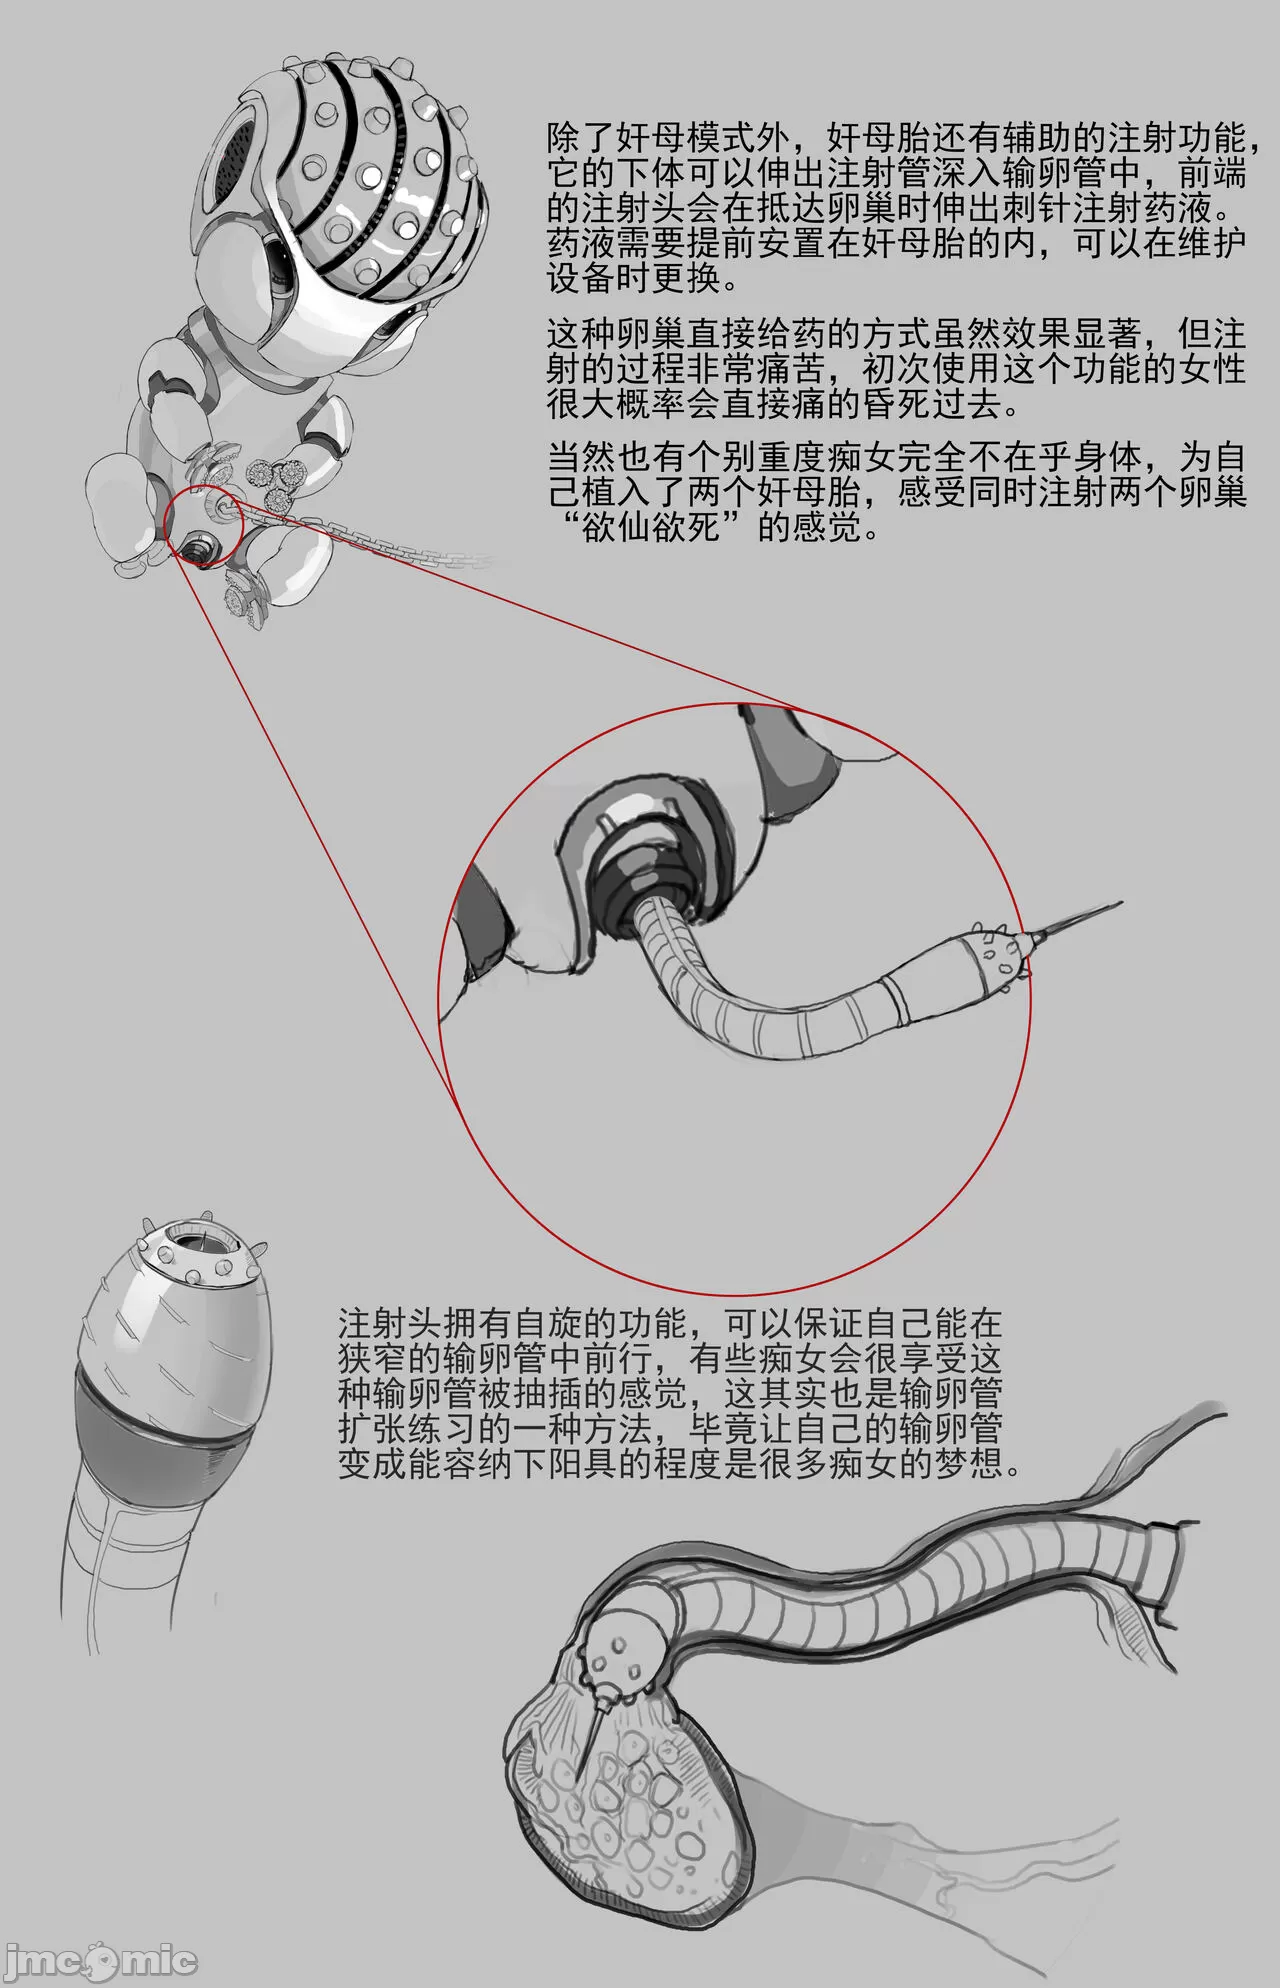 除了奸母模式外，奸母胎还有辅助的注射功能，
它的下体可以伸出注射管深入输卵管中，前端
的注射头会在抵达卵巢时伸出刺针注射药液。
药液需要提前安置在奸母胎的内，可以在维护
设备时更换。
这种卵巢直接给药的方式虽然效果显著，但注
射的过程非常痛苦，初次使用这个功能的女性
很大概率会直接痛的昏死过去。
当然也有个别重度痴女完全不在乎身体，为自
己植入了两个奸母胎，感受同时注射两个卵巢
“欲仙欲死”的感觉。
注射头拥有自旋的功能，可以保证自己能在
狭窄的输卵管中前行，有些痴女会很享受这
种输卵管被抽插的感觉，这其实也是输卵管
扩张练习的一种方法，毕竟让自己的输卵管
变成能容纳下阳具的程度是很多痴女的梦想。
jmcomic